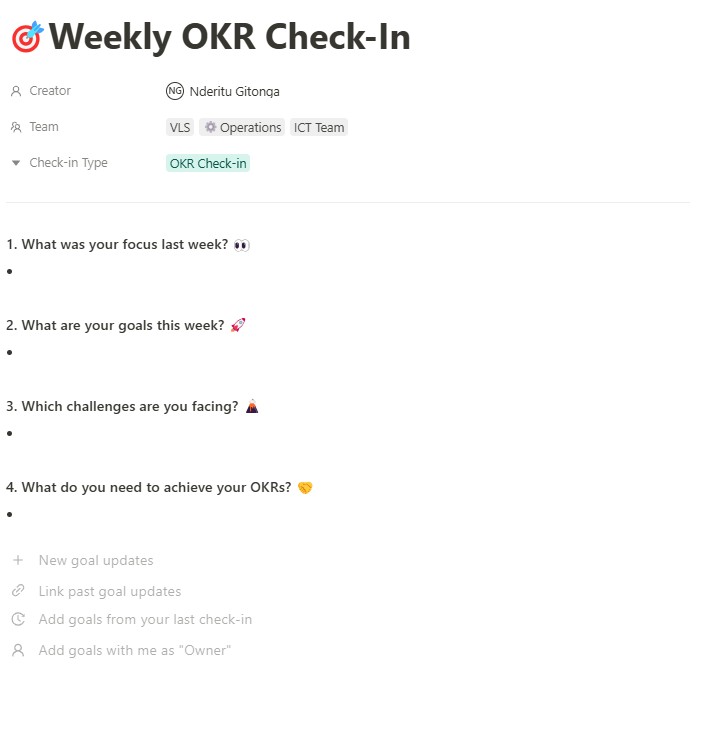 Weekly OKR Check-In
Creator NG Nderitu Gitonga
Team VLS Operations ICT Team
Check-in Type OKR Check-in
1. What was your focus last week?
2. What are your goals this week?
3. Which challenges are you facing?
4. What do you need to achieve your OKRs?
New goal updates
Link past goal updates
Add goals from your last check-in
Add goals with me as "Owner"